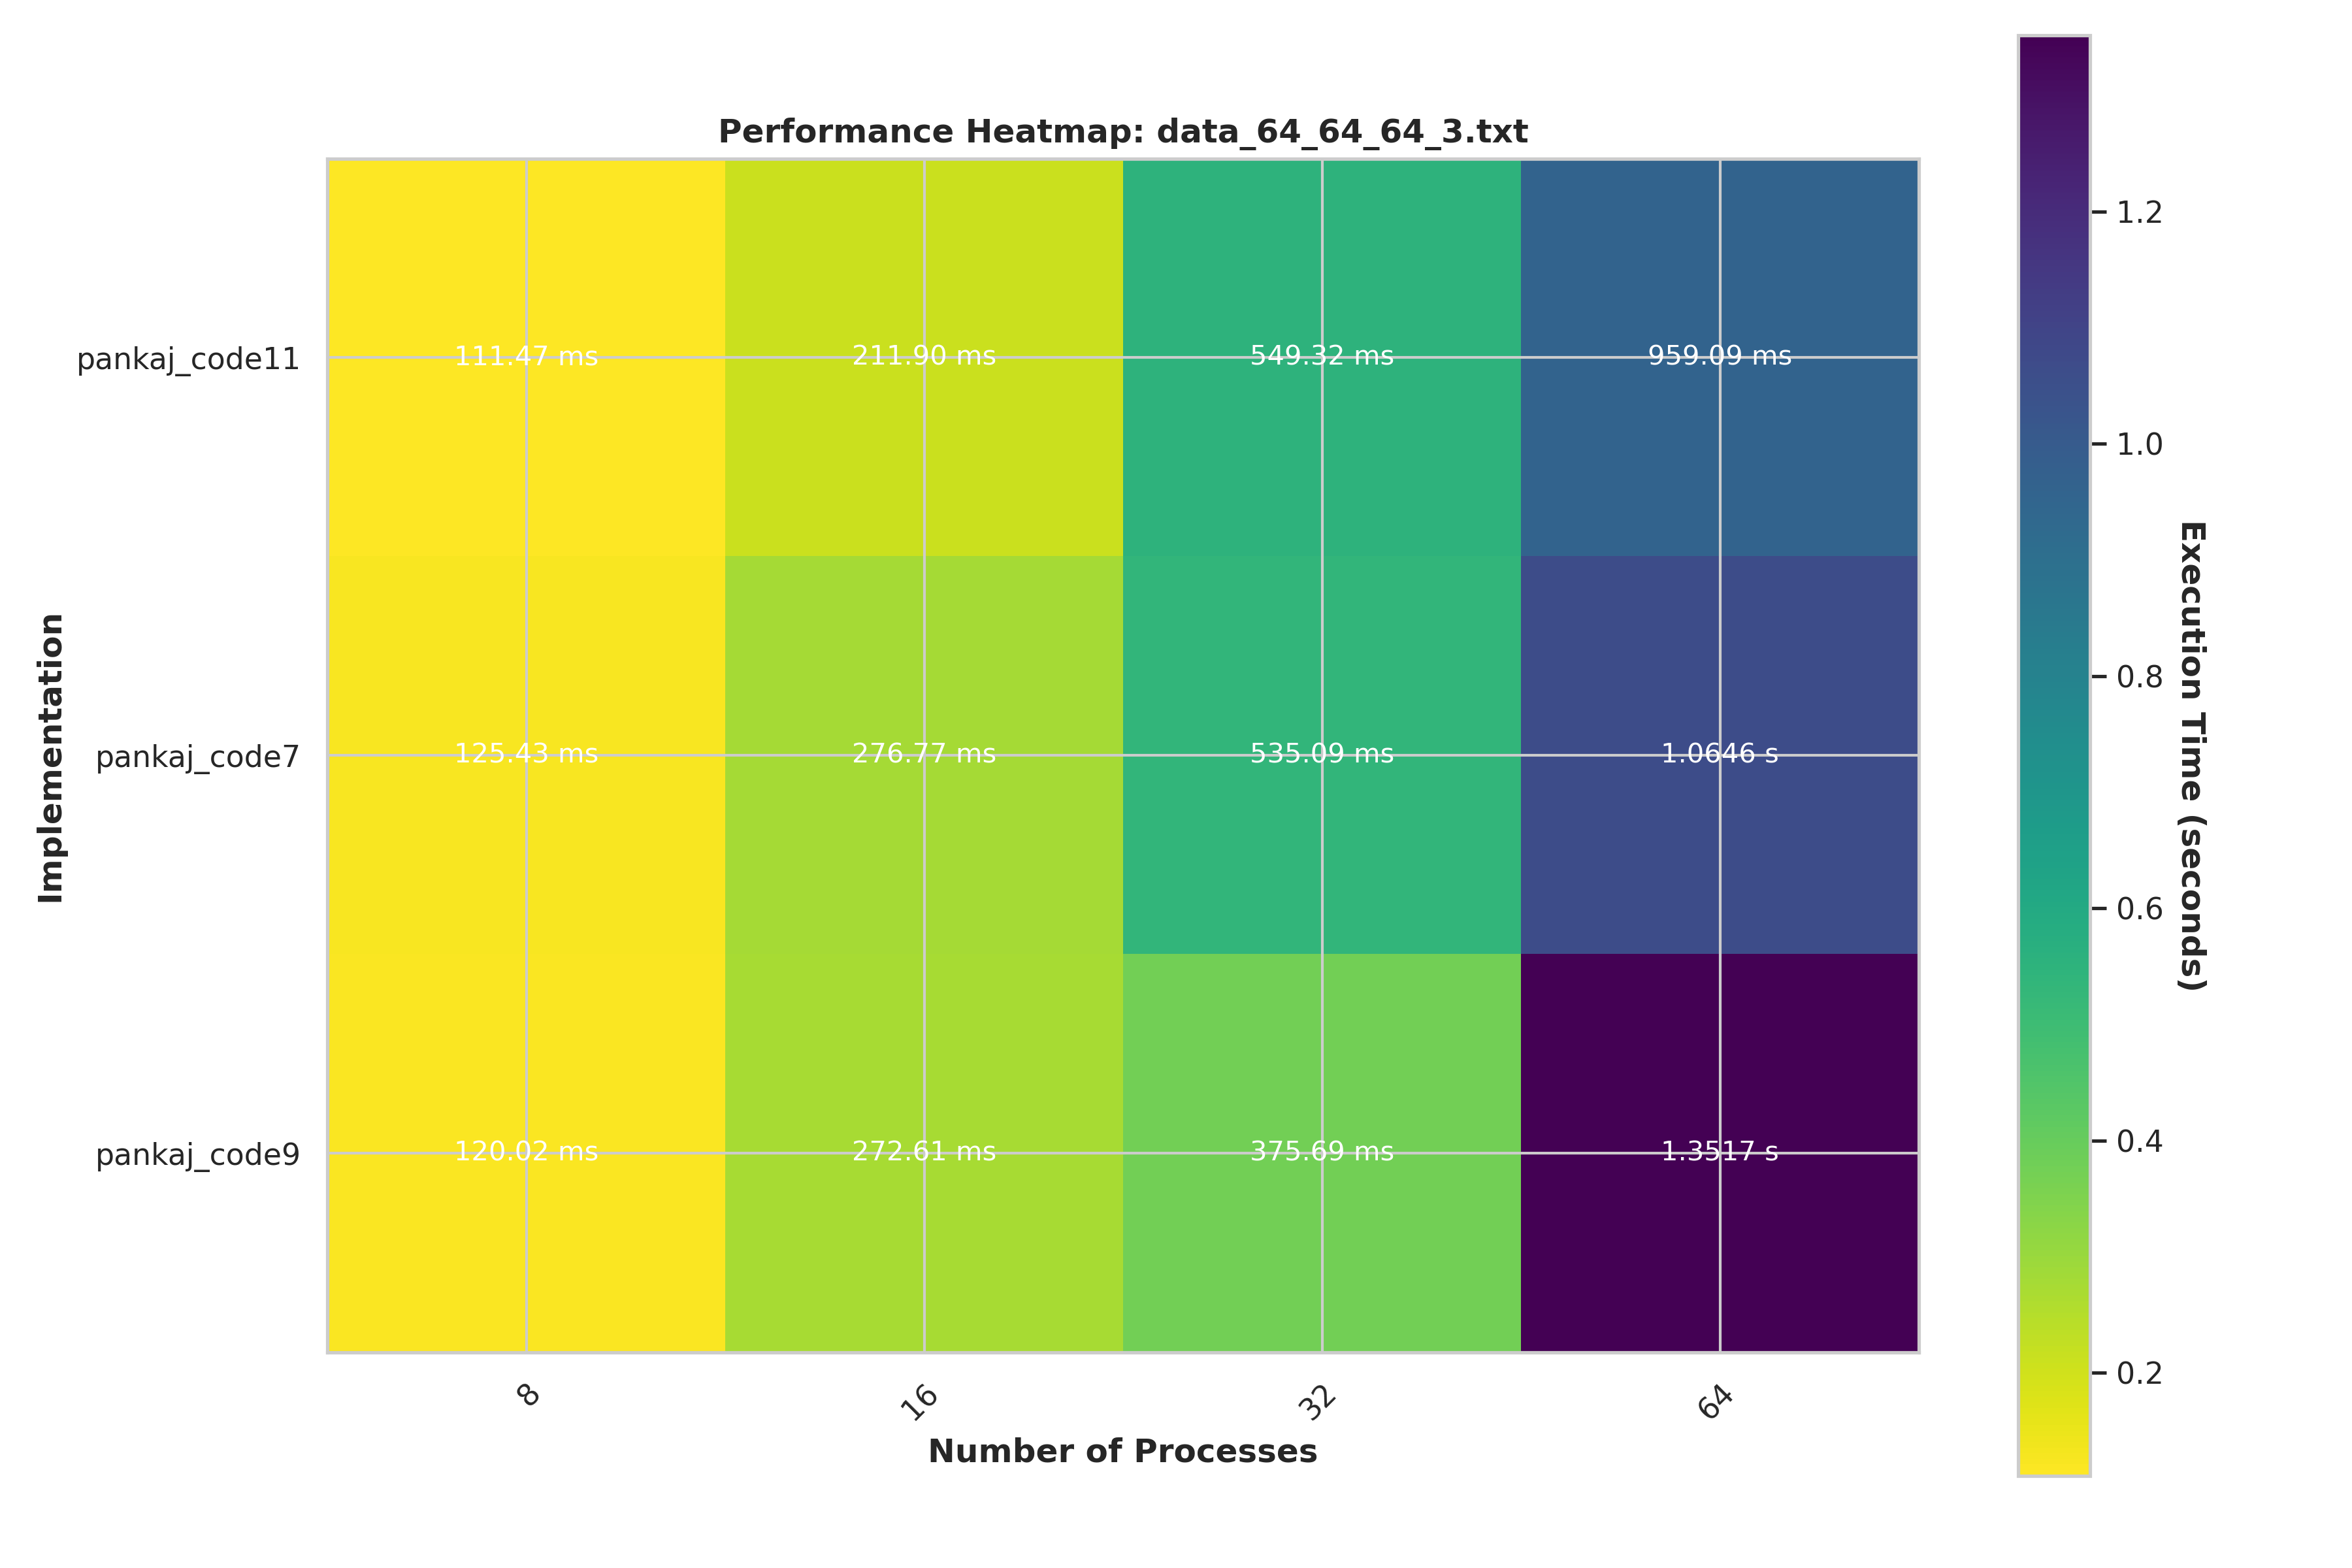 Performance Heatmap: data_64_64_64_3.txt
Implementation
pankaj_code11
111.47 ms
211.90 ms
549.32 ms
959.09 ms
pankaj_code7
125.43 ms
276.77 ms
535.09 ms
1.0646 s
pankaj_code9
120.02 ms
272.61 ms
375.69 ms
1.3517 s
8
16
32
64
Number of Processes
1.2
1.0
0.8
0.6
0.4
0.2
Execution Time (seconds)